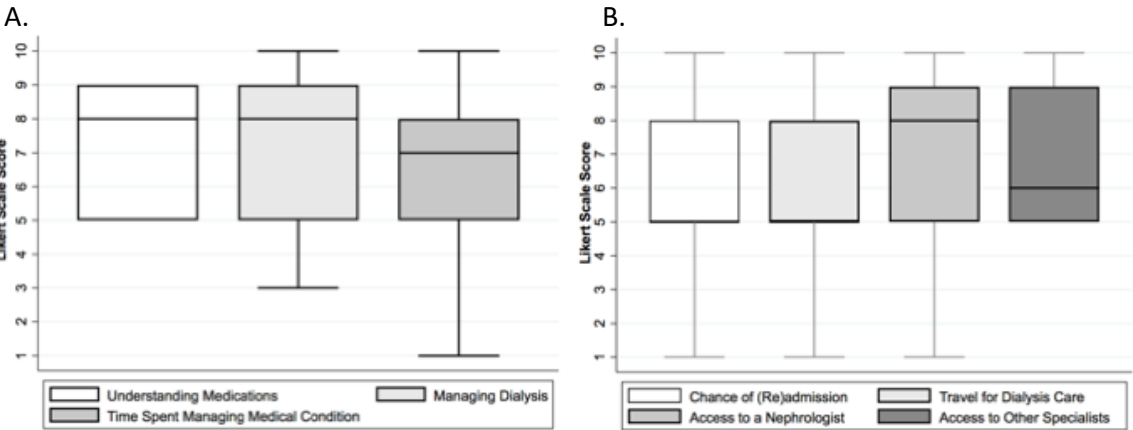 A.
10
9
8
7
6
5
4
3
2
1
Likert Scale Score
Understanding Medications
Managing Dialysis
Time Spent Managing Medical Condition
B.
10
9
8
7
6
5
4
3
2
1
Likert Scale Score
Chance of (Re)admission
Travel for Dialysis Care
Access to a Nephrologist
Access to Other Specialists